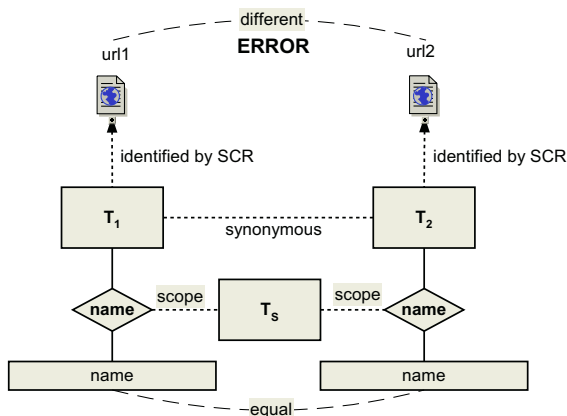 different
ERROR
url1
url2
identified by SCR
identified by SCR
T1
T2
synonymous
scope
scope
name
TS
name
name
name
equal